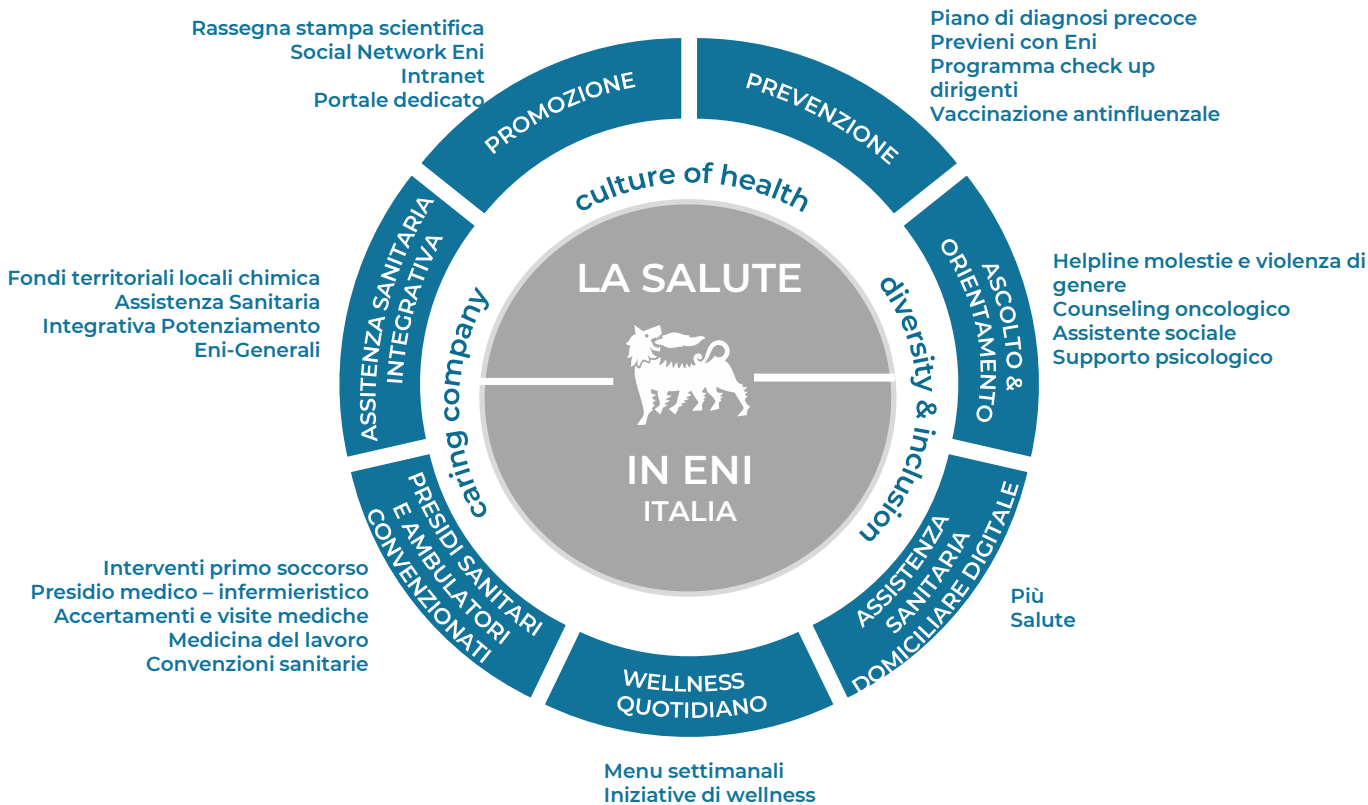 Rassegna stampa scientifica
Social Network Eni
Intranet
Portale dedicato
PROMOZIONE
Piano di diagnosi precoce
Previeni con Eni
Programma check up
dirigenti
Vaccinazione antinfluenzale
PREVENZIONE
Helpline molestie e violenza di
genere
Counseling oncologico
Assistente sociale
Supporto psicologico
ASCOLTO &
ORIENTAMENTO
Più
Salute
ASSISTENZA
SANITARIA
DOMICILIARE DIGITALE
WELLNESS
QUOTIDIANO
Menu settimanali
Iniziative di wellness
PRESIDI SANITARI
E AMBULATORI
CONVENZIONATI
Interventi primo soccorso
Presidio medico – infermieristico
Accertamenti e visite mediche
Medicina del lavoro
Convenzioni sanitarie
ASSITENZA SANITARIA
INTEGRATIVA
Fondi territoriali locali chimica
Assistenza Sanitaria
Integrativa Potenziamento
Eni-Generali
culture of health
diversity & inclusion
caring company
LA SALUTE
IN ENI
ITALIA